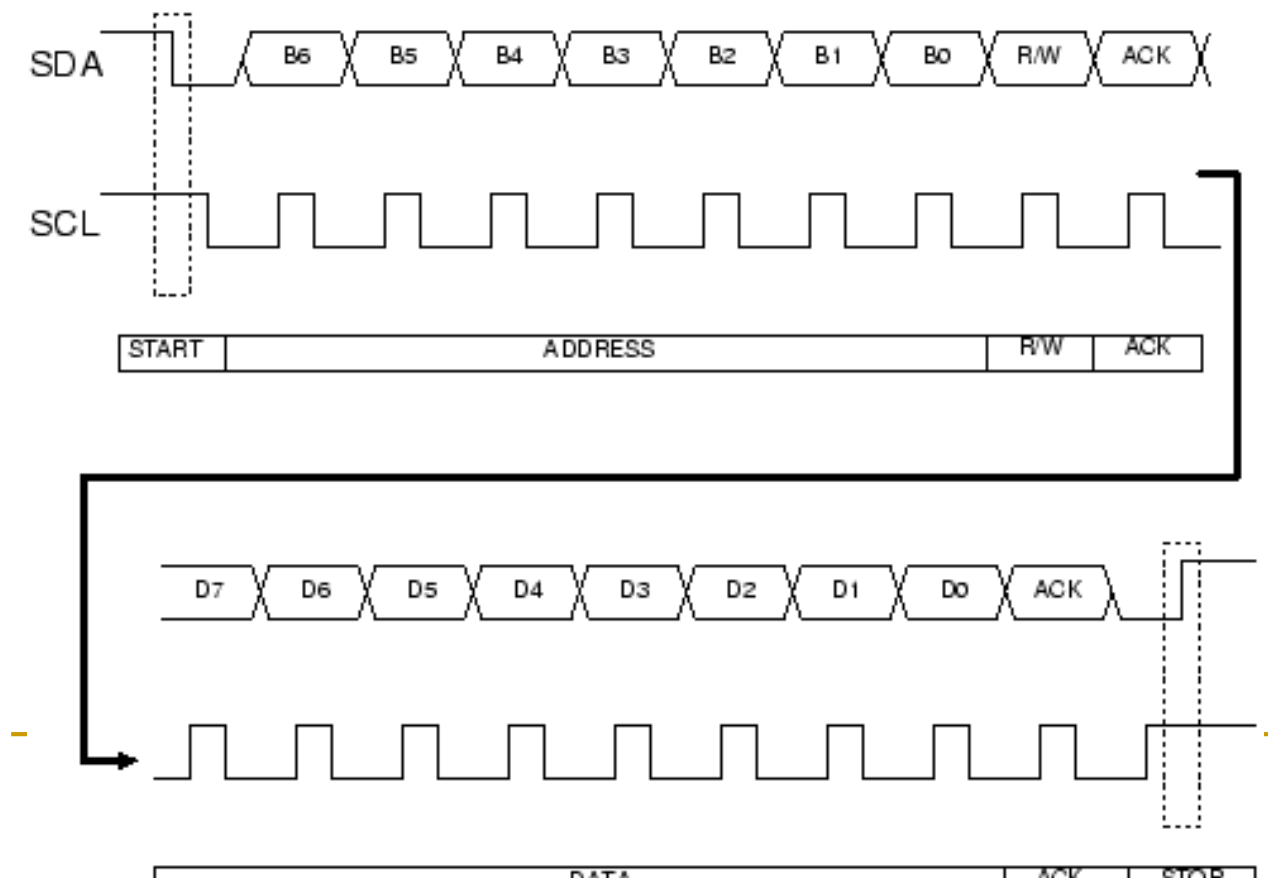 SDA B6 B5 B4 B3 B2 B1 B0 R/W ACK
SCL
START ADDRESS R/W ACK
D7 D6 D5 D4 D3 D2 D1 D0 ACK
DATA ACK STOP